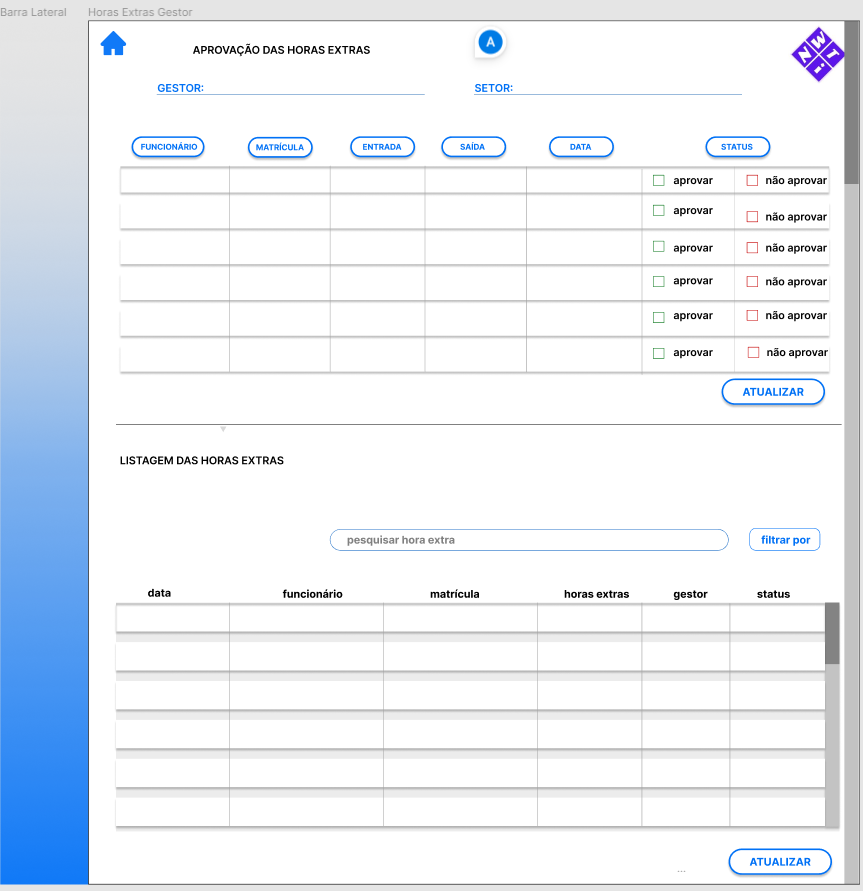 Barra Lateral
Horas Extras Gestor
APROVAÇÃO DAS HORAS EXTRAS
A
NWTi
GESTOR:
SETOR:
FUNCIONÁRIO MATRÍCULA ENTRADA SAÍDA DATA STATUS
aprovar não aprovar
aprovar não aprovar
aprovar não aprovar
aprovar não aprovar
aprovar não aprovar
aprovar não aprovar
ATUALIZAR
LISTAGEM DAS HORAS EXTRAS
pesquisar hora extra
filtrar por
data funcionário matrícula horas extras gestor status
...
ATUALIZAR